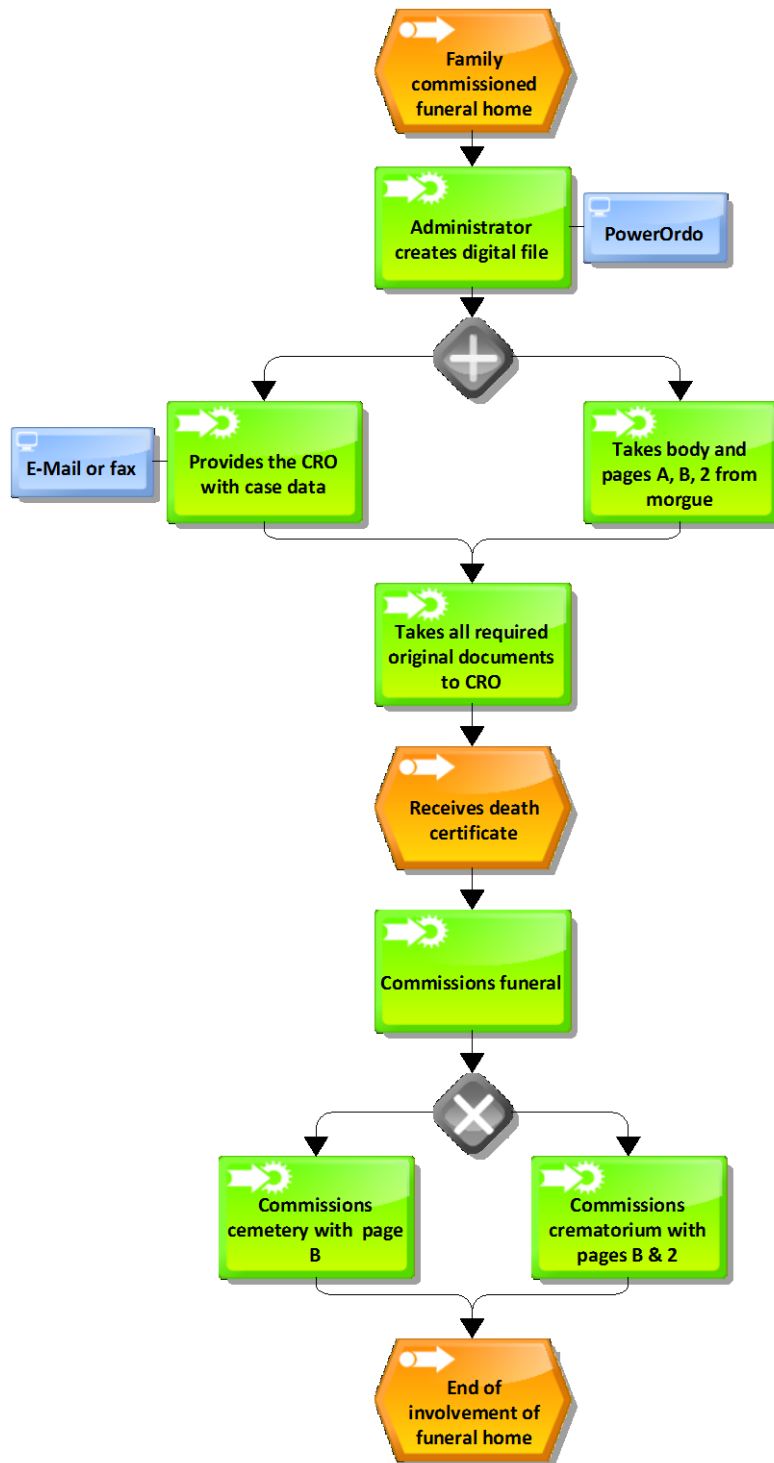 Family
commissioned
funeral home
Administrator
creates digital file
PowerOrdo
E-Mail or fax
Provides the CRO
with case data
Takes body and
pages A, B, 2 from
morgue
Takes all required
original documents
to CRO
Receives death
certificate
Commissions funeral
Commissions
cemetery with page
B
Commissions
crematorium with
pages B & 2
End of
involvement of
funeral home